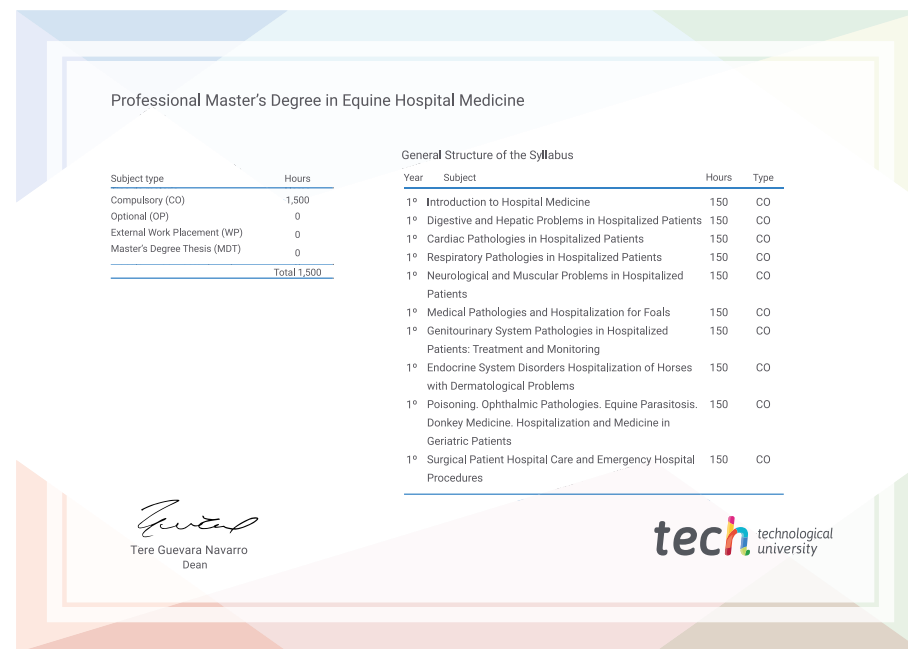 Professional Master's Degree in Equine Hospital Medicine
Subject type Hours
Compulsory (CO) 1,500
Optional (OP) 0
External Work Placement (WP) 0
Master's Degree Thesis (MDT) 0
Total 1,500
General Structure of the Syllabus
Year Subject Hours Type
1º Introduction to Hospital Medicine 150 CO
1º Digestive and Hepatic Problems in Hospitalized Patients 150 CO
1º Cardiac Pathologies in Hospitalized Patients 150 CO
1º Respiratory Pathologies in Hospitalized Patients 150 CO
1º Neurological and Muscular Problems in Hospitalized 150 CO
Patients
1º Medical Pathologies and Hospitalization for Foals 150 CO
1º Genitourinary System Pathologies in Hospitalized 150 CO
Patients: Treatment and Monitoring
1º Endocrine System Disorders Hospitalization of Horses 150 CO
with Dermatological Problems
1º Poisoning. Ophthalmic Pathologies. Equine Parasitosis. 150 CO
Donkey Medicine. Hospitalization and Medicine in
Geriatric Patients
1º Surgical Patient Hospital Care and Emergency Hospital 150 CO
Procedures
Tere Guevara Navarro
Dean
tech technological
university